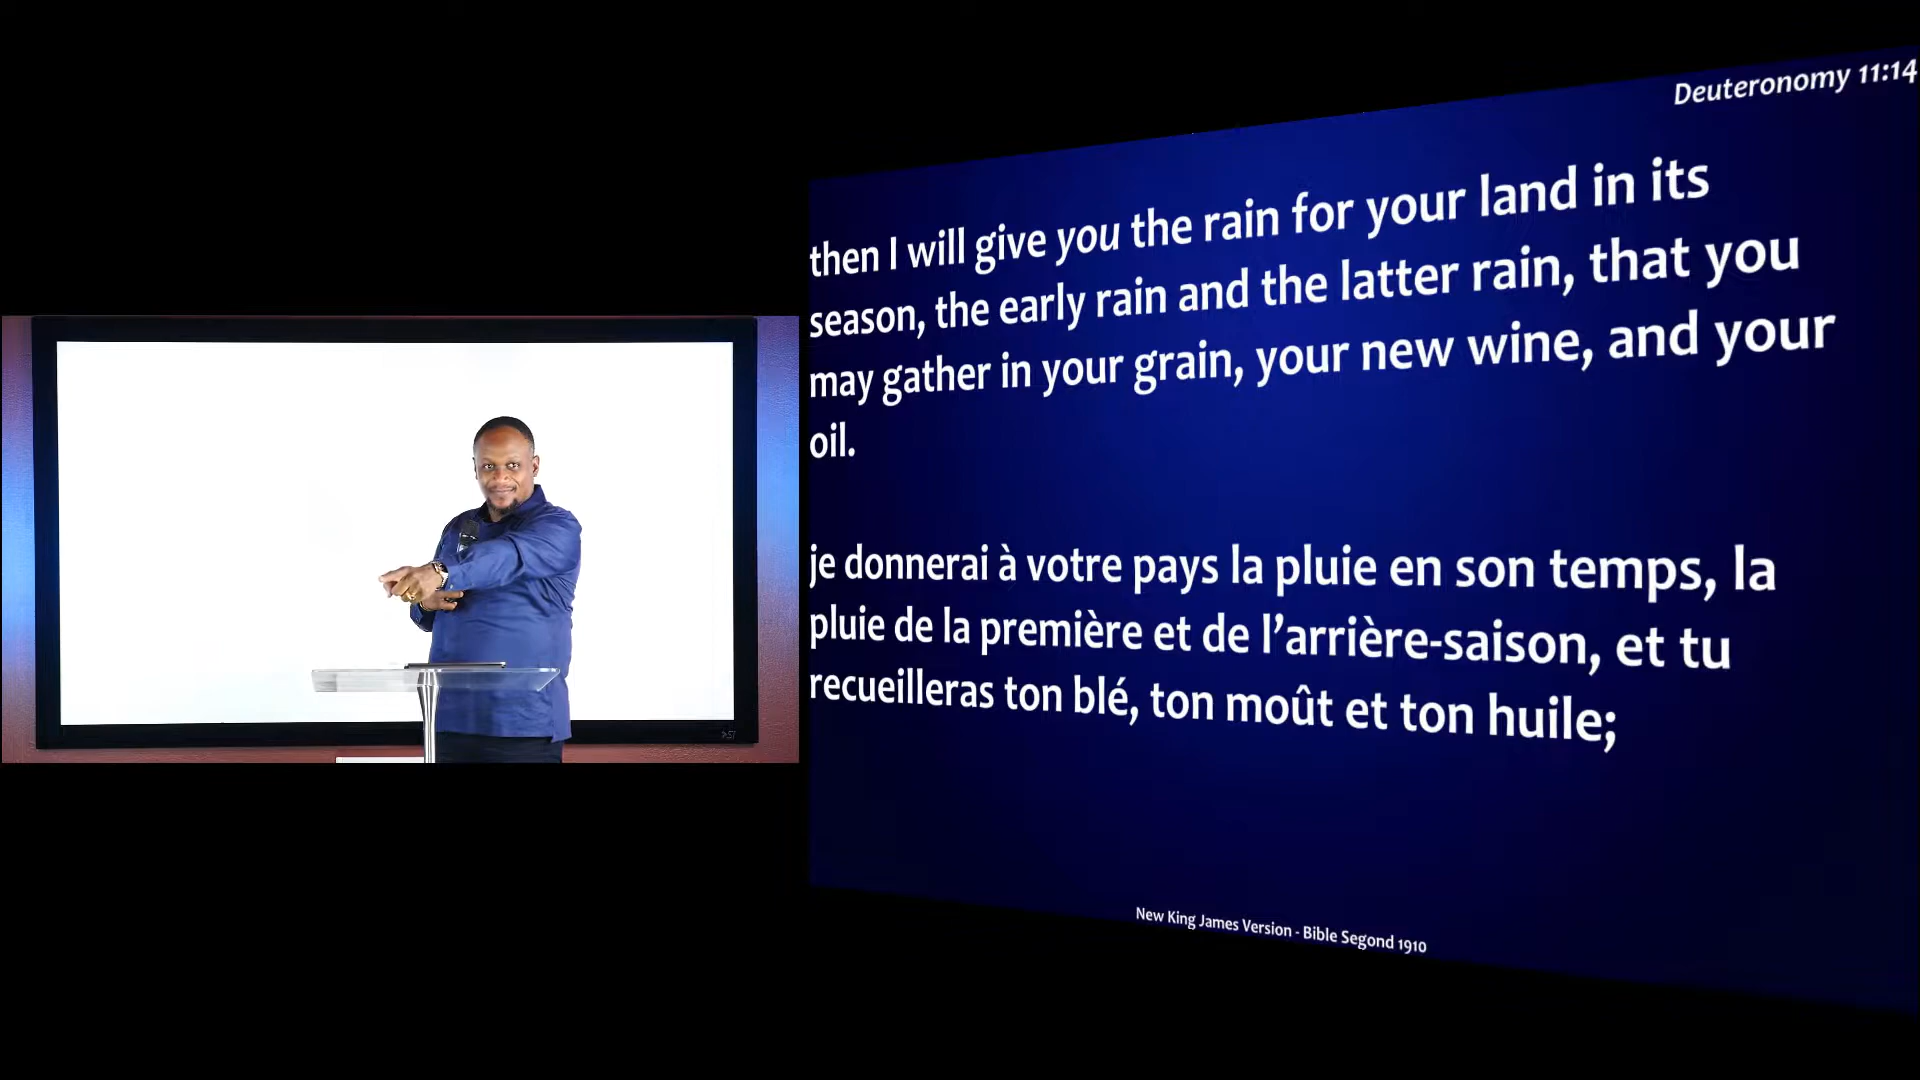 Deuteronomy 11:14
then I will give you the rain for your land in its
season, the early rain and the latter rain, that you
may gather in your grain, your new wine, and your
oil.
je donnerai à votre pays la pluie en son temps, la
pluie de la première et de l’arrière-saison, et tu
recueilleras ton blé, ton moût et ton huile;
New King James Version - Bible Segond 1910